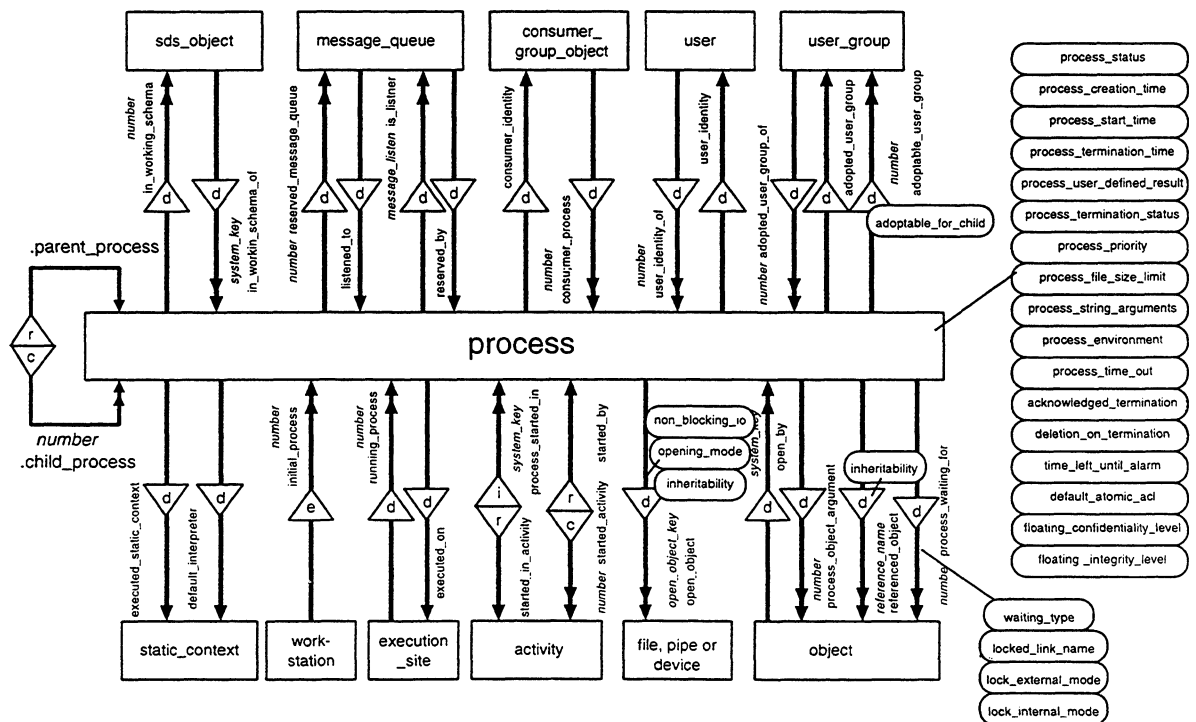 sds_object
message_queue
consumer_
group_object
user
user_group
number
in_working_schema
system_key
in_workin_schema_of
number reserved_message_queue
listened_to
message_listen is_listner
reserved_by
consumer_identity
number
consu;mer_process
number
user_identity_of
user_identity
number adopted_user_group_of
adopted_user_group
number
adoptable_user_group
adoptable_for_child
d
d
d
d
d
d
d
d
d
d
d
d
d
.parent_process
r
c
number
.child_process
process
process_status
process_creation_time
process_start_time
process_termination_time
process_user_defined_result
process_termination_status
process_priority
process_file_size_limit
process_string_arguments
process_environment
process_time_out
acknowledged_termination
deletion_on_termination
time_left_until_alarm
default_atomic_acl
floating_confidentiality_level
floating _integrity_level
executed_static_context
d
default_interpreter
d
number
initial_process
e
number
running_process
d
d
executed_on
system_key
process_started_in
i
r
started_in_activity
started_by
r
c
number started_activity
non_blocking_io
opening_mode
inheritability
d
open_object_key
open_object
system_key
open_by
d
d
number
process_object_argument
inheritability
d
reference_name
referenced_object
d
number process_waiting_for
static_context
work-
station
execution
_site
activity
file, pipe or
device
object
waiting_type
locked_link_name
lock_external_mode
lock_internal_mode